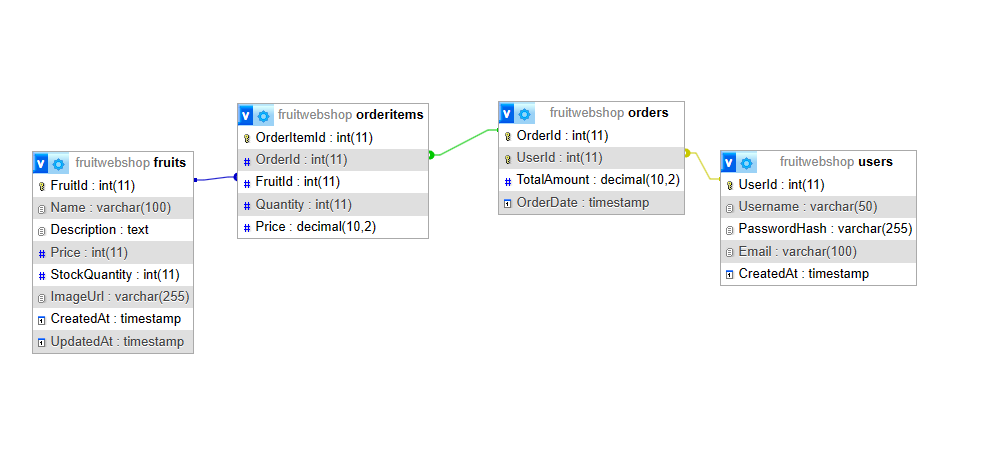 fruitwebshop fruits
FruitId : int(11)
Name : varchar(100)
Description : text
Price : int(11)
StockQuantity : int(11)
ImageUrl : varchar(255)
CreatedAt : timestamp
UpdatedAt : timestamp
fruitwebshop orderitems
OrderItemId : int(11)
OrderId : int(11)
FruitId : int(11)
Quantity : int(11)
Price : decimal(10,2)
fruitwebshop orders
OrderId : int(11)
UserId : int(11)
TotalAmount : decimal(10,2)
OrderDate : timestamp
fruitwebshop users
UserId : int(11)
Username : varchar(50)
PasswordHash : varchar(255)
Email : varchar(100)
CreatedAt : timestamp